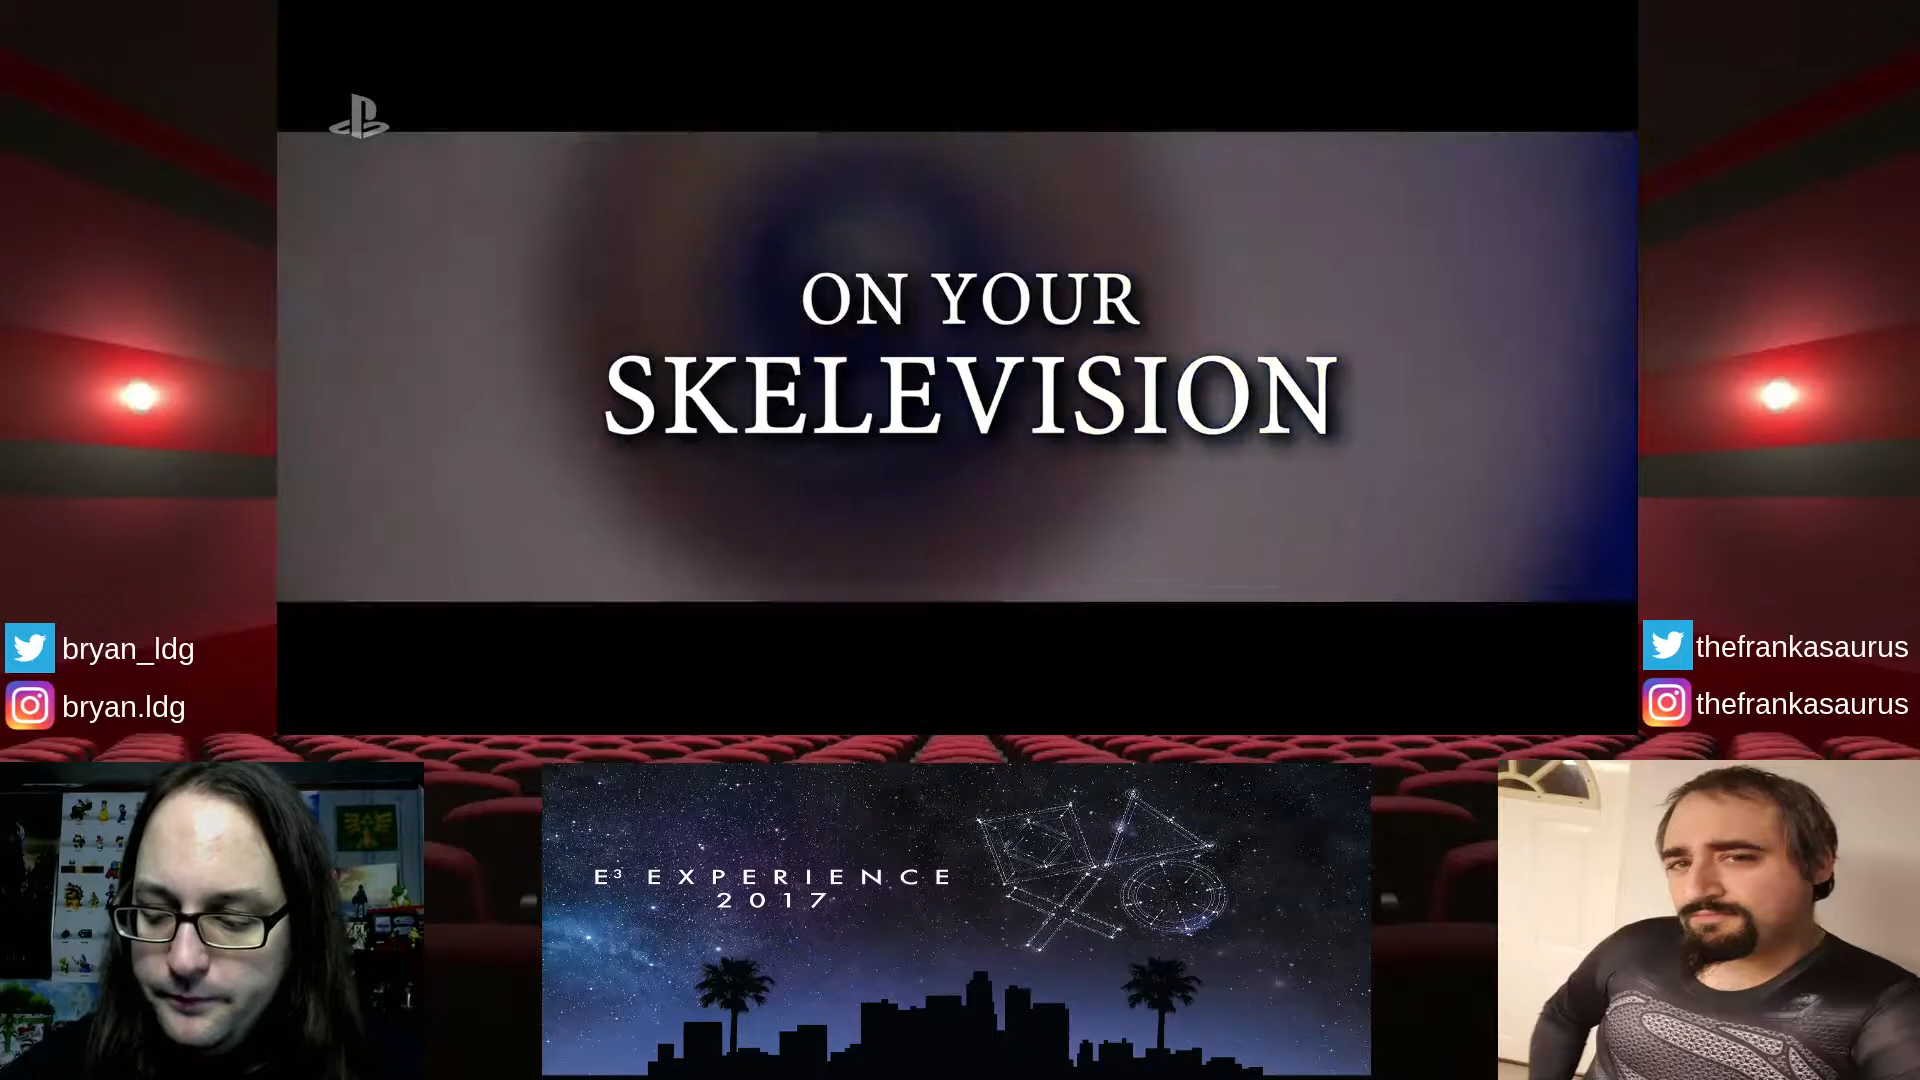 ON YOUR
SKELEVISION
bryan_ldg
bryan.ldg
thefrankasaurus
thefrankasaurus
E³ EXPERIENCE
2017